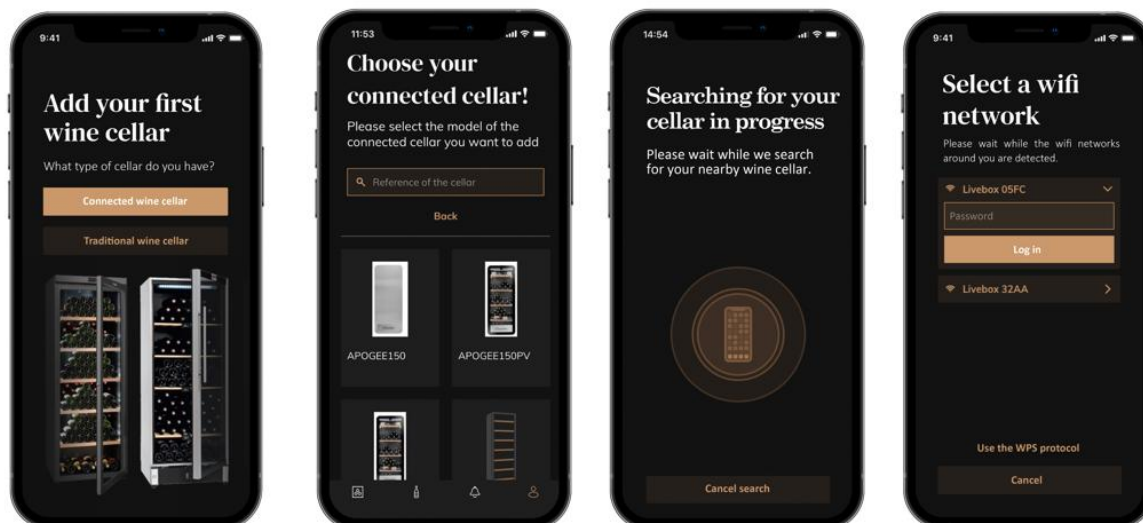 9:41
Add your first
wine cellar
What type of cellar do you have?
Connected wine cellar
Traditional wine cellar
11:53
Choose your
connected cellar!
Please select the model of the
connected cellar you want to add
Reference of the cellar
Back
APOGEE150
APOGEE150PV
14:54
Searching for your
cellar in progress
Please wait while we search
for your nearby wine cellar.
Cancel search
9:41
Select a wifi
network
Please wait while the wifi networks
around you are detected.
Livebox 05FC
Password
Log in
Livebox 32AA
Use the WPS protocol
Cancel